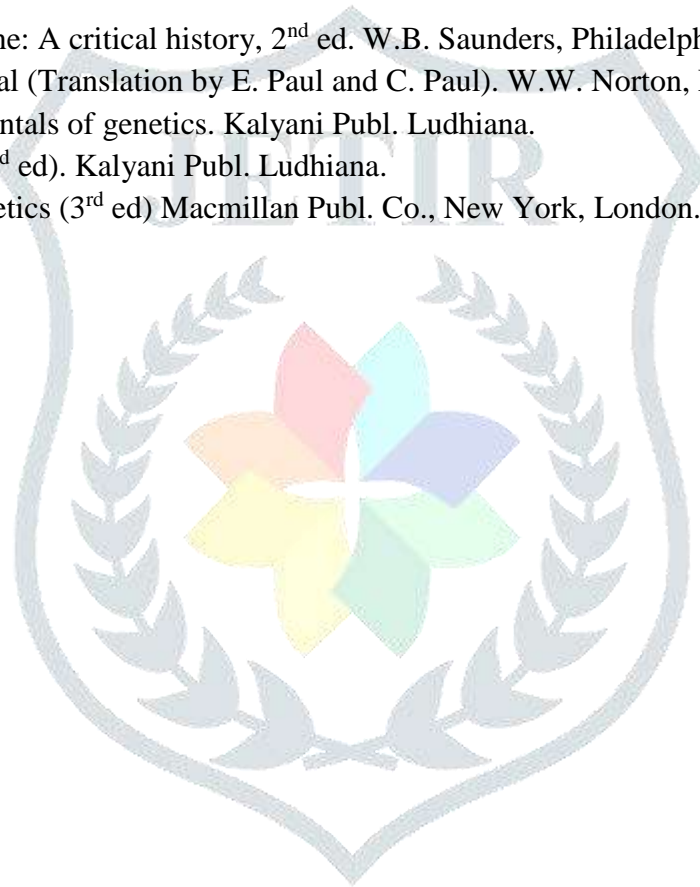 ne: A critical history, 2nd ed. W.B. Saunders, Philadelph
al (Translation by E. Paul and C. Paul). W.W. Norton,
ntals of genetics. Kalyani Publ. Ludhiana.
d ed). Kalyani Publ. Ludhiana.
etics (3rd ed) Macmillan Publ. Co., New York, London.
JETIR